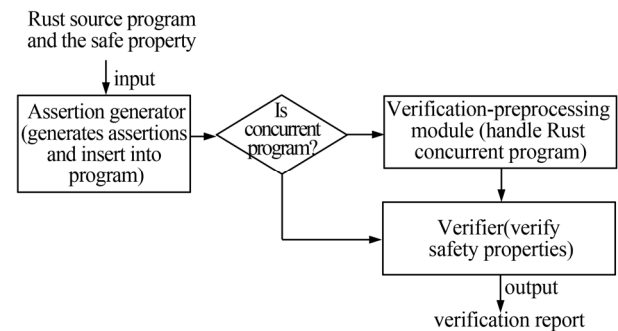 Rust source program
and the safe property
input
Assertion generator
(generates assertions
and insert into
program)
Is
concurrent
program?
Verification-preprocessing
module (handle Rust
concurrent program)
Verifier(verify
safety properties)
output
verification report